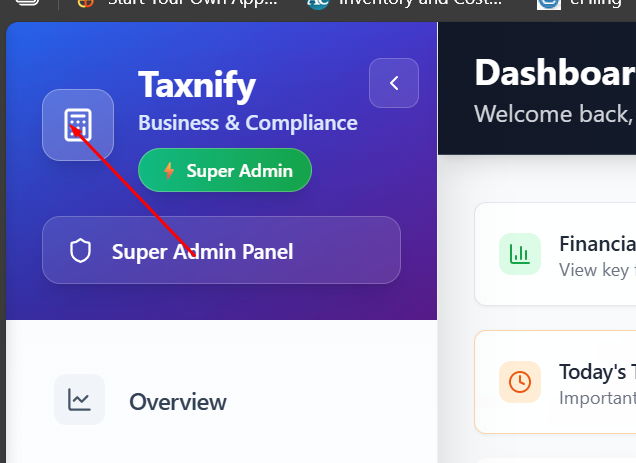 Start Your Own App...
Inventory and Cost...
eFiling
Taxnify
Business & Compliance
Super Admin
Super Admin Panel
Overview
Dashboar
Welcome back,
Financia
View key
Today's T
Important